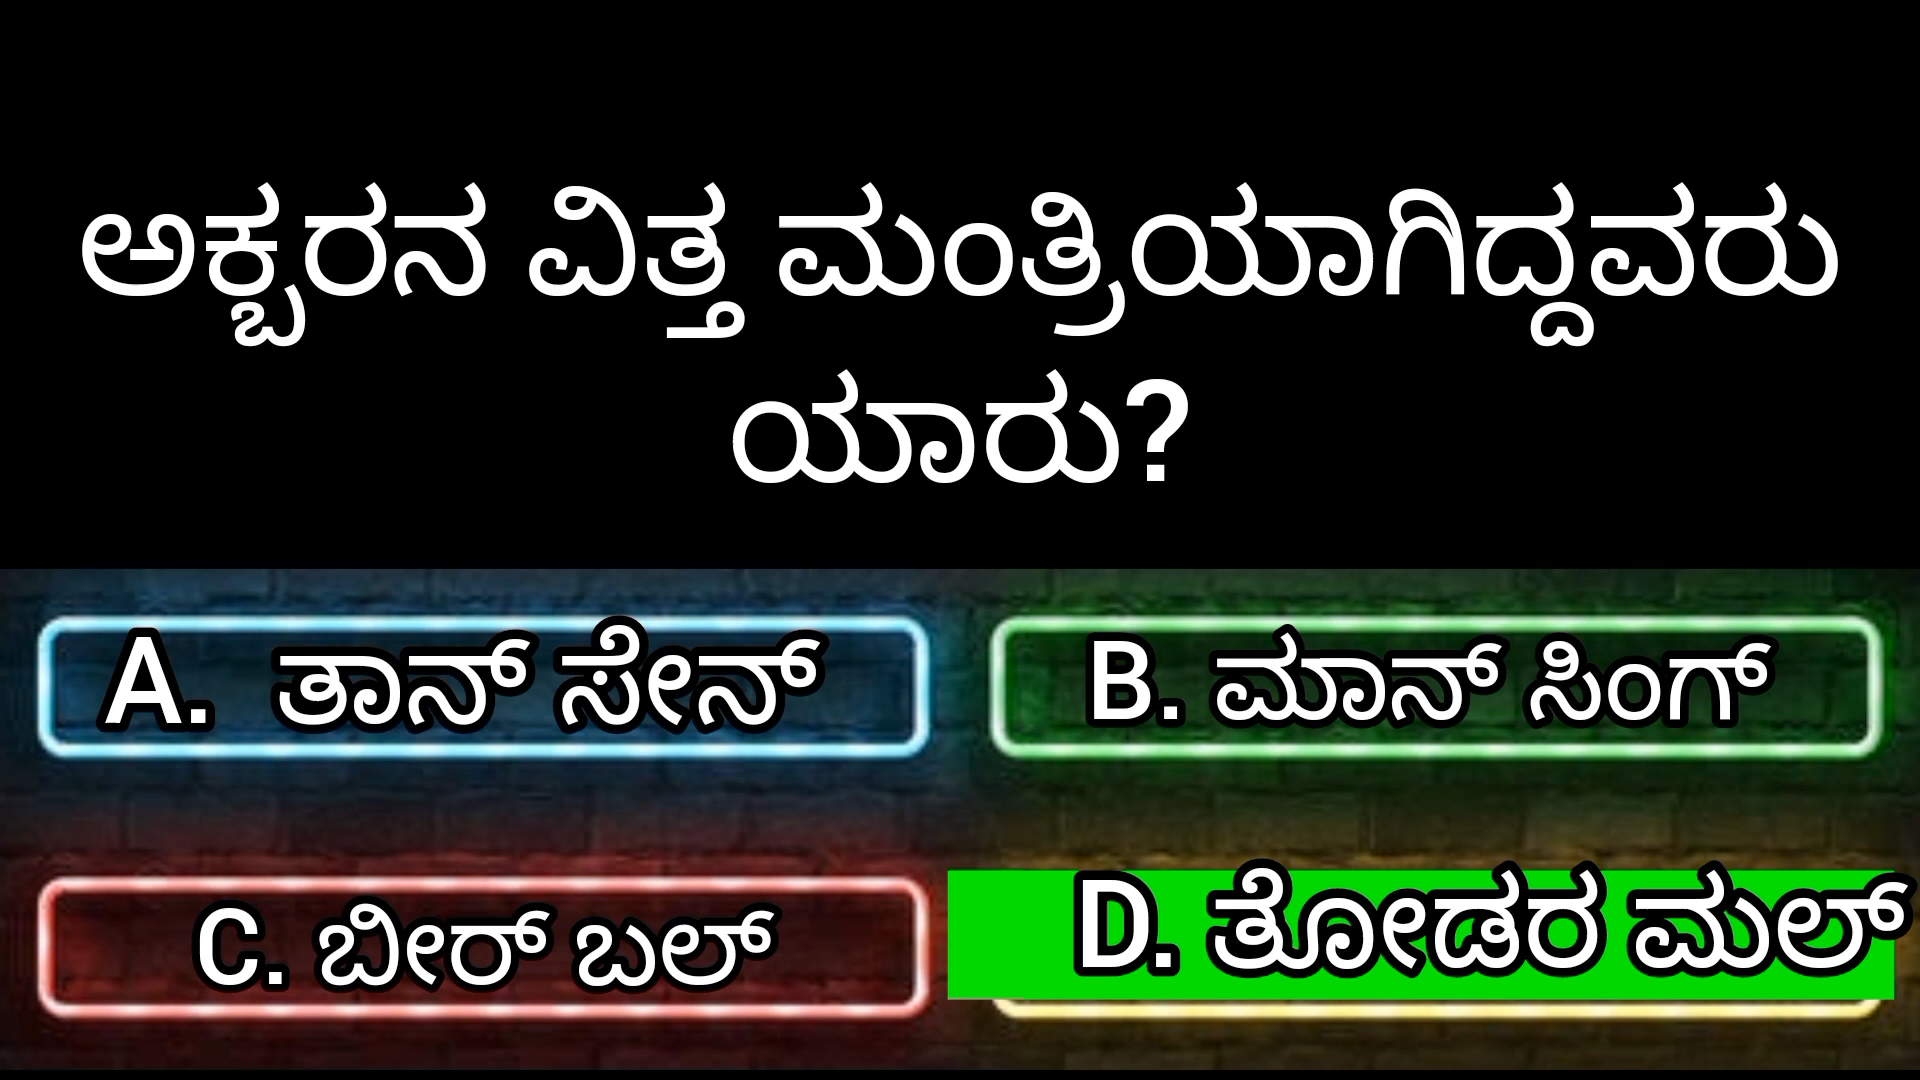 ಅಕ್ಬರನ ವಿತ್ತ ಮಂತ್ರಿಯಾಗಿದ್ದವರು
ಯಾರು?
A. ತಾನ್ ಸೇನ್
B. ಮಾನ್ ಸಿಂಗ್
C. ಬೀರ್ ಬಲ್
D. ತೋಡರ ಮಲ್